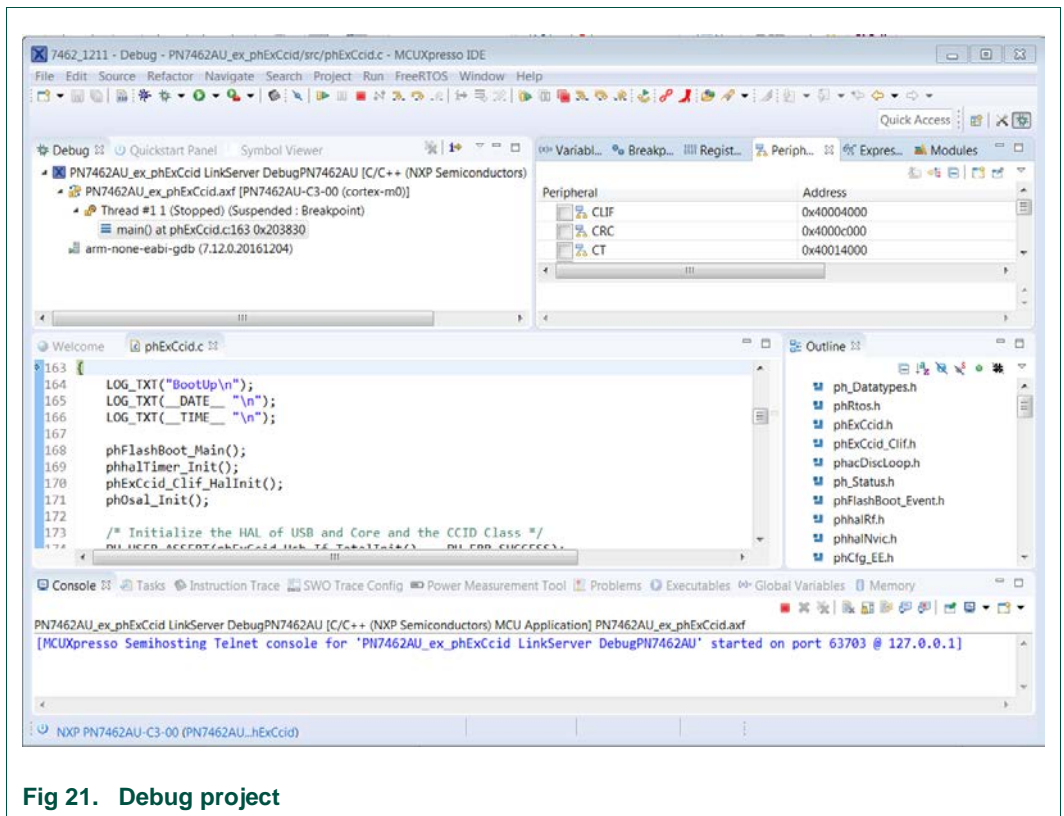 7462_1211 - Debug - PN7462AU_ex_phExCcid/src/phExCcid.c - MCUXpresso IDE
File Edit Source Refactor Navigate Search Project Run FreeRTOS Window Help
Quick Access
Debug Quickstart Panel Symbol Viewer
PN7462AU_ex_phExCcid LinkServer DebugPN7462AU [C/C++ (NXP Semiconductors)
PN7462AU_ex_phExCcid.axf [PN7462AU-C3-00 (cortex-m0)]
Thread #1 1 (Stopped) (Suspended : Breakpoint)
main() at phExCcid.c:163 0x203830
arm-none-eabi-gdb (7.12.0.20161204)
Variabl... Breakp... Regist... Periph... Expres... Modules
Peripheral Address
CLIF 0x40004000
CRC 0x4000c000
CT 0x40014000
Welcome phExCcid.c
163 {
164 LOG_TXT("BootUp\n");
165 LOG_TXT(__DATE__ "\n");
166 LOG_TXT(__TIME__ "\n");
167
168 phFlashBoot_Main();
169 phhalTimer_Init();
170 phExCcid_Clif_HalInit();
171 phOsal_Init();
172
173 /* Initialize the HAL of USB and Core and the CCID Class */
174 PH_USER_ASSERT(phExCcid_Usb_If_TotalInit() == PH_ERR_SUCCESS);
Outline
ph_Datatypes.h
phRtos.h
phExCcid.h
phExCcid_Clif.h
phacDiscLoop.h
ph_Status.h
phFlashBoot_Event.h
phhalRf.h
phhalNvic.h
phCfg_EE.h
Console Tasks Instruction Trace SWO Trace Config Power Measurement Tool Problems Executables Global Variables Memory
PN7462AU_ex_phExCcid LinkServer DebugPN7462AU [C/C++ (NXP Semiconductors) MCU Application] PN7462AU_ex_phExCcid.axf
[MCUXpresso Semihosting Telnet console for 'PN7462AU_ex_phExCcid LinkServer DebugPN7462AU' started on port 63703 @ 127.0.0.1]
NXP PN7462AU-C3-00 (PN7462AU...hExCcid)
Fig 21. Debug project